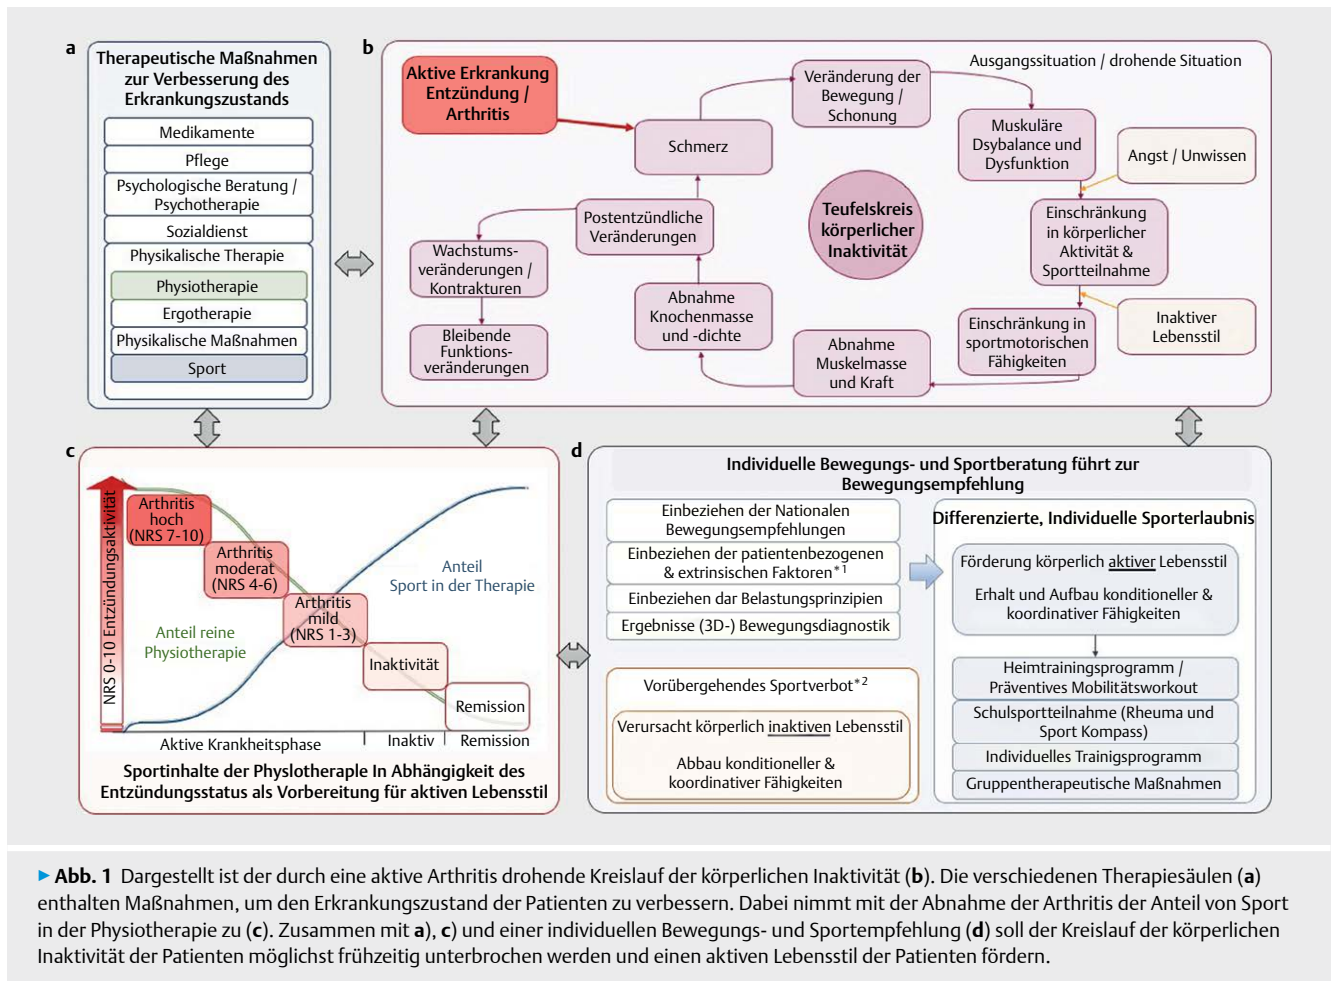 a
Therapeutische Maßnahmen
zur Verbesserung des
Erkrankungszustands
Medikamente
Pflege
Psychologische Beratung /
Psychotherapie
Sozialdienst
Physikalische Therapie
Physiotherapie
Ergotherapie
Physikalische Maßnahmen
Sport
b
Ausgangssituation / drohende Situation
Aktive Erkrankung
Entzündung /
Arthritis
Schmerz
Veränderung der
Bewegung /
Schonung
Muskuläre
Dsybalance und
Dysfunktion
Angst / Unwissen
Einschränkung
in körperlicher
Aktivität &
Sportteilnahme
Inaktiver
Lebensstil
Einschränkung in
sportmotorischen
Fähigkeiten
Abnahme
Muskelmasse
und Kraft
Abnahme
Knochenmasse
und -dichte
Postentzündliche
Veränderungen
Wachstums-
veränderungen /
Kontrakturen
Bleibende
Funktions-
veränderungen
Teufelskreis
körperlicher
Inaktivität
c
NRS 0-10 Entzündungsaktivität
Arthritis
hoch
(NRS 7-10)
Arthritis
moderat
(NRS 4-6)
Arthritis
mild
(NRS 1-3)
Inaktivität
Remission
Anteil
Sport in der Therapie
Anteil reine
Physiotherapie
Aktive Krankheitsphase
Inaktiv
Remission
Sportinhalte der Physlotheraple In Abhängigkeit des
Entzündungsstatus als Vorbereitung für aktiven Lebensstil
d
Individuelle Bewegungs- und Sportberatung führt zur
Bewegungsempfehlung
Einbeziehen der Nationalen
Bewegungsempfehlungen
Einbeziehen der patientenbezogenen
& extrinsischen Faktoren*1
Einbeziehen dar Belastungsprinzipien
Ergebnisse (3D-) Bewegungsdiagnostik
Vorübergehendes Sportverbot*2
Verursacht körperlich inaktiven Lebensstil
Abbau konditioneller &
koordinativer Fähigkeiten
Differenzierte, Individuelle Sporterlaubnis
Förderung körperlich aktiver Lebensstil
Erhalt und Aufbau konditioneller &
koordinativer Fähigkeiten
Heimtrainingsprogramm /
Präventives Mobilitätsworkout
Schulsportteilnahme (Rheuma und
Sport Kompass)
Individuelles Trainigsprogramm
Gruppentherapeutische Maßnahmen
▶ Abb. 1 Dargestellt ist der durch eine aktive Arthritis drohende Kreislauf der körperlichen Inaktivität (b). Die verschiedenen Therapiesäulen (a)
enthalten Maßnahmen, um den Erkrankungszustand der Patienten zu verbessern. Dabei nimmt mit der Abnahme der Arthritis der Anteil von Sport
in der Physiotherapie zu (c). Zusammen mit a), c) und einer individuellen Bewegungs- und Sportempfehlung (d) soll der Kreislauf der körperlichen
Inaktivität der Patienten möglichst frühzeitig unterbrochen werden und einen aktiven Lebensstil der Patienten fördern.